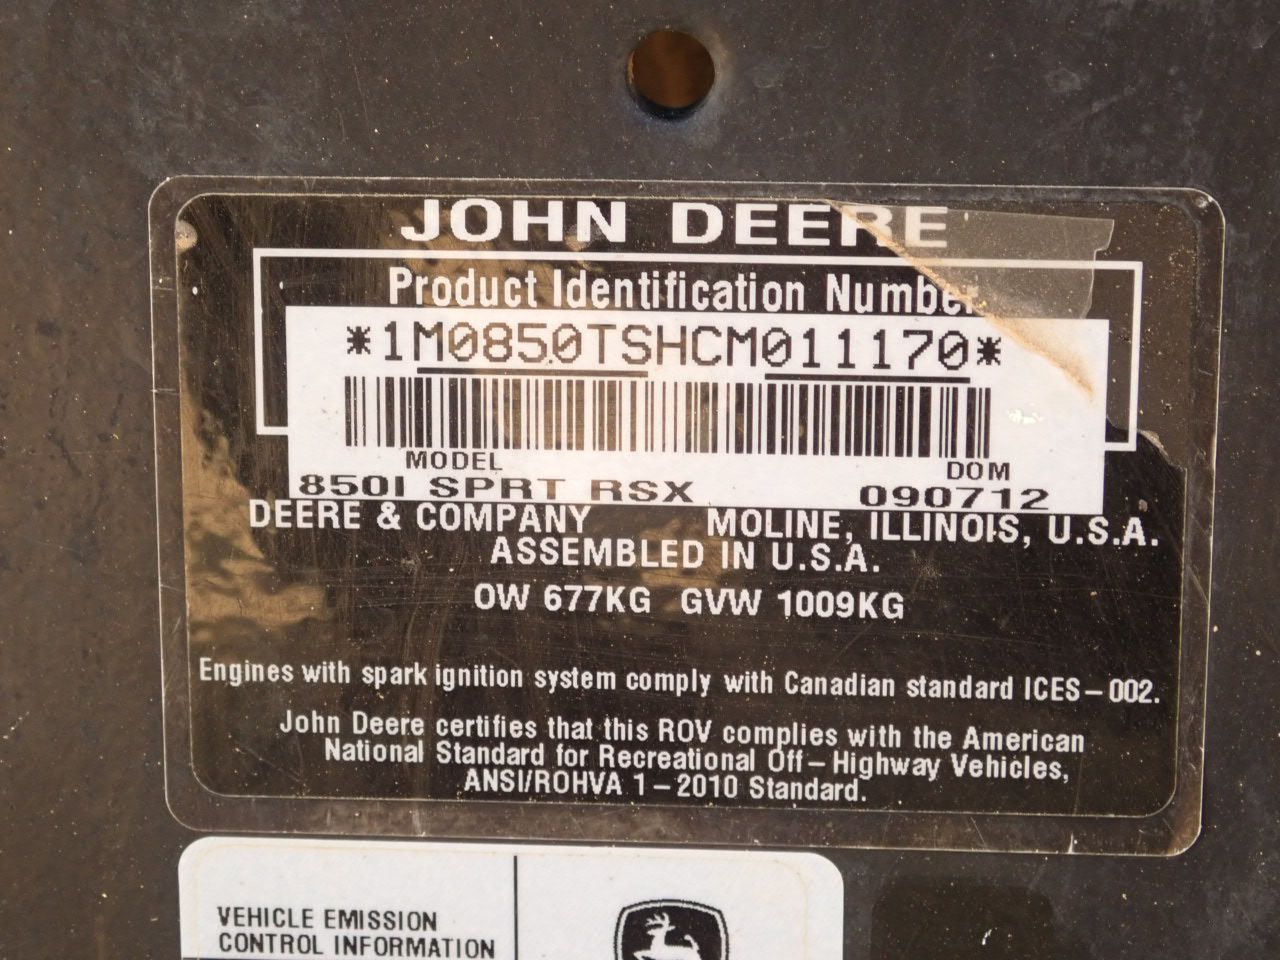 JOHN DEERE
Product Identification Number
*1M0850TSHCM011170*
MODEL DOM
850I SPRT RSX 090712
DEERE & COMPANY MOLINE, ILLINOIS, U.S.A.
ASSEMBLED IN U.S.A.
OW 677KG GVW 1009KG
Engines with spark ignition system comply with Canadian standard ICES-002.
John Deere certifies that this ROV complies with the American
National Standard for Recreational Off-Highway Vehicles,
ANSI/ROHVA 1-2010 Standard.
VEHICLE EMISSION
CONTROL INFORMATION